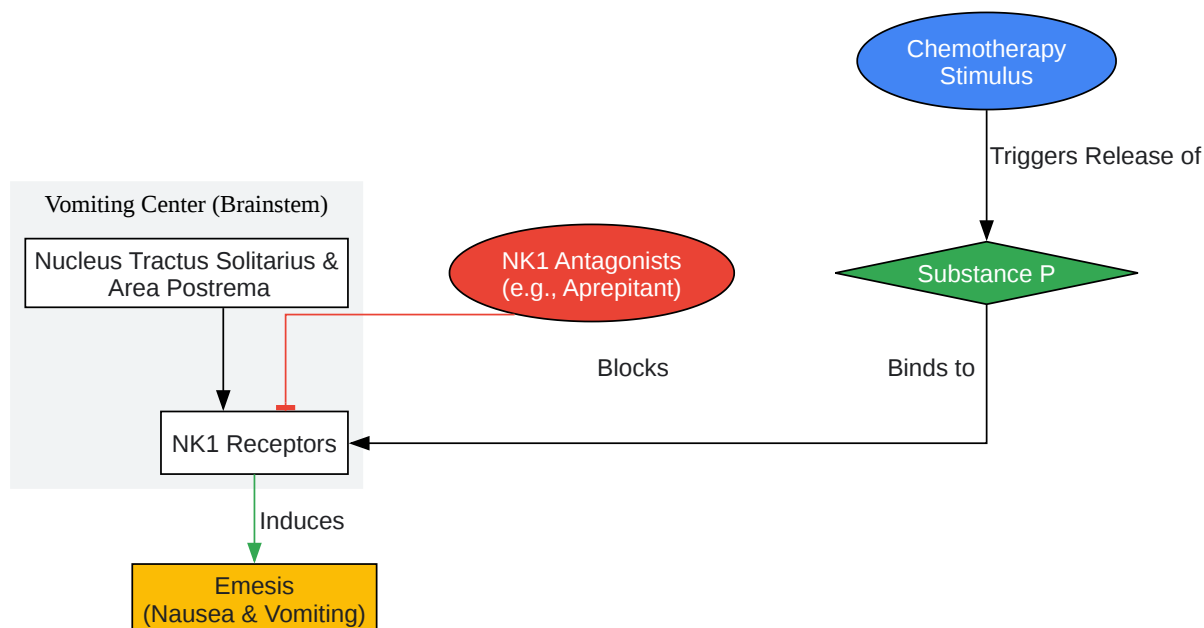 Chemotherapy
Stimulus
Triggers Release of
Vomiting Center (Brainstem)
Nucleus Tractus Solitarius &
Area Postrema
NK1 Antagonists
(e.g., Aprepitant)
Substance P
Blocks
Binds to
NK1 Receptors
Induces
Emesis
(Nausea & Vomiting)